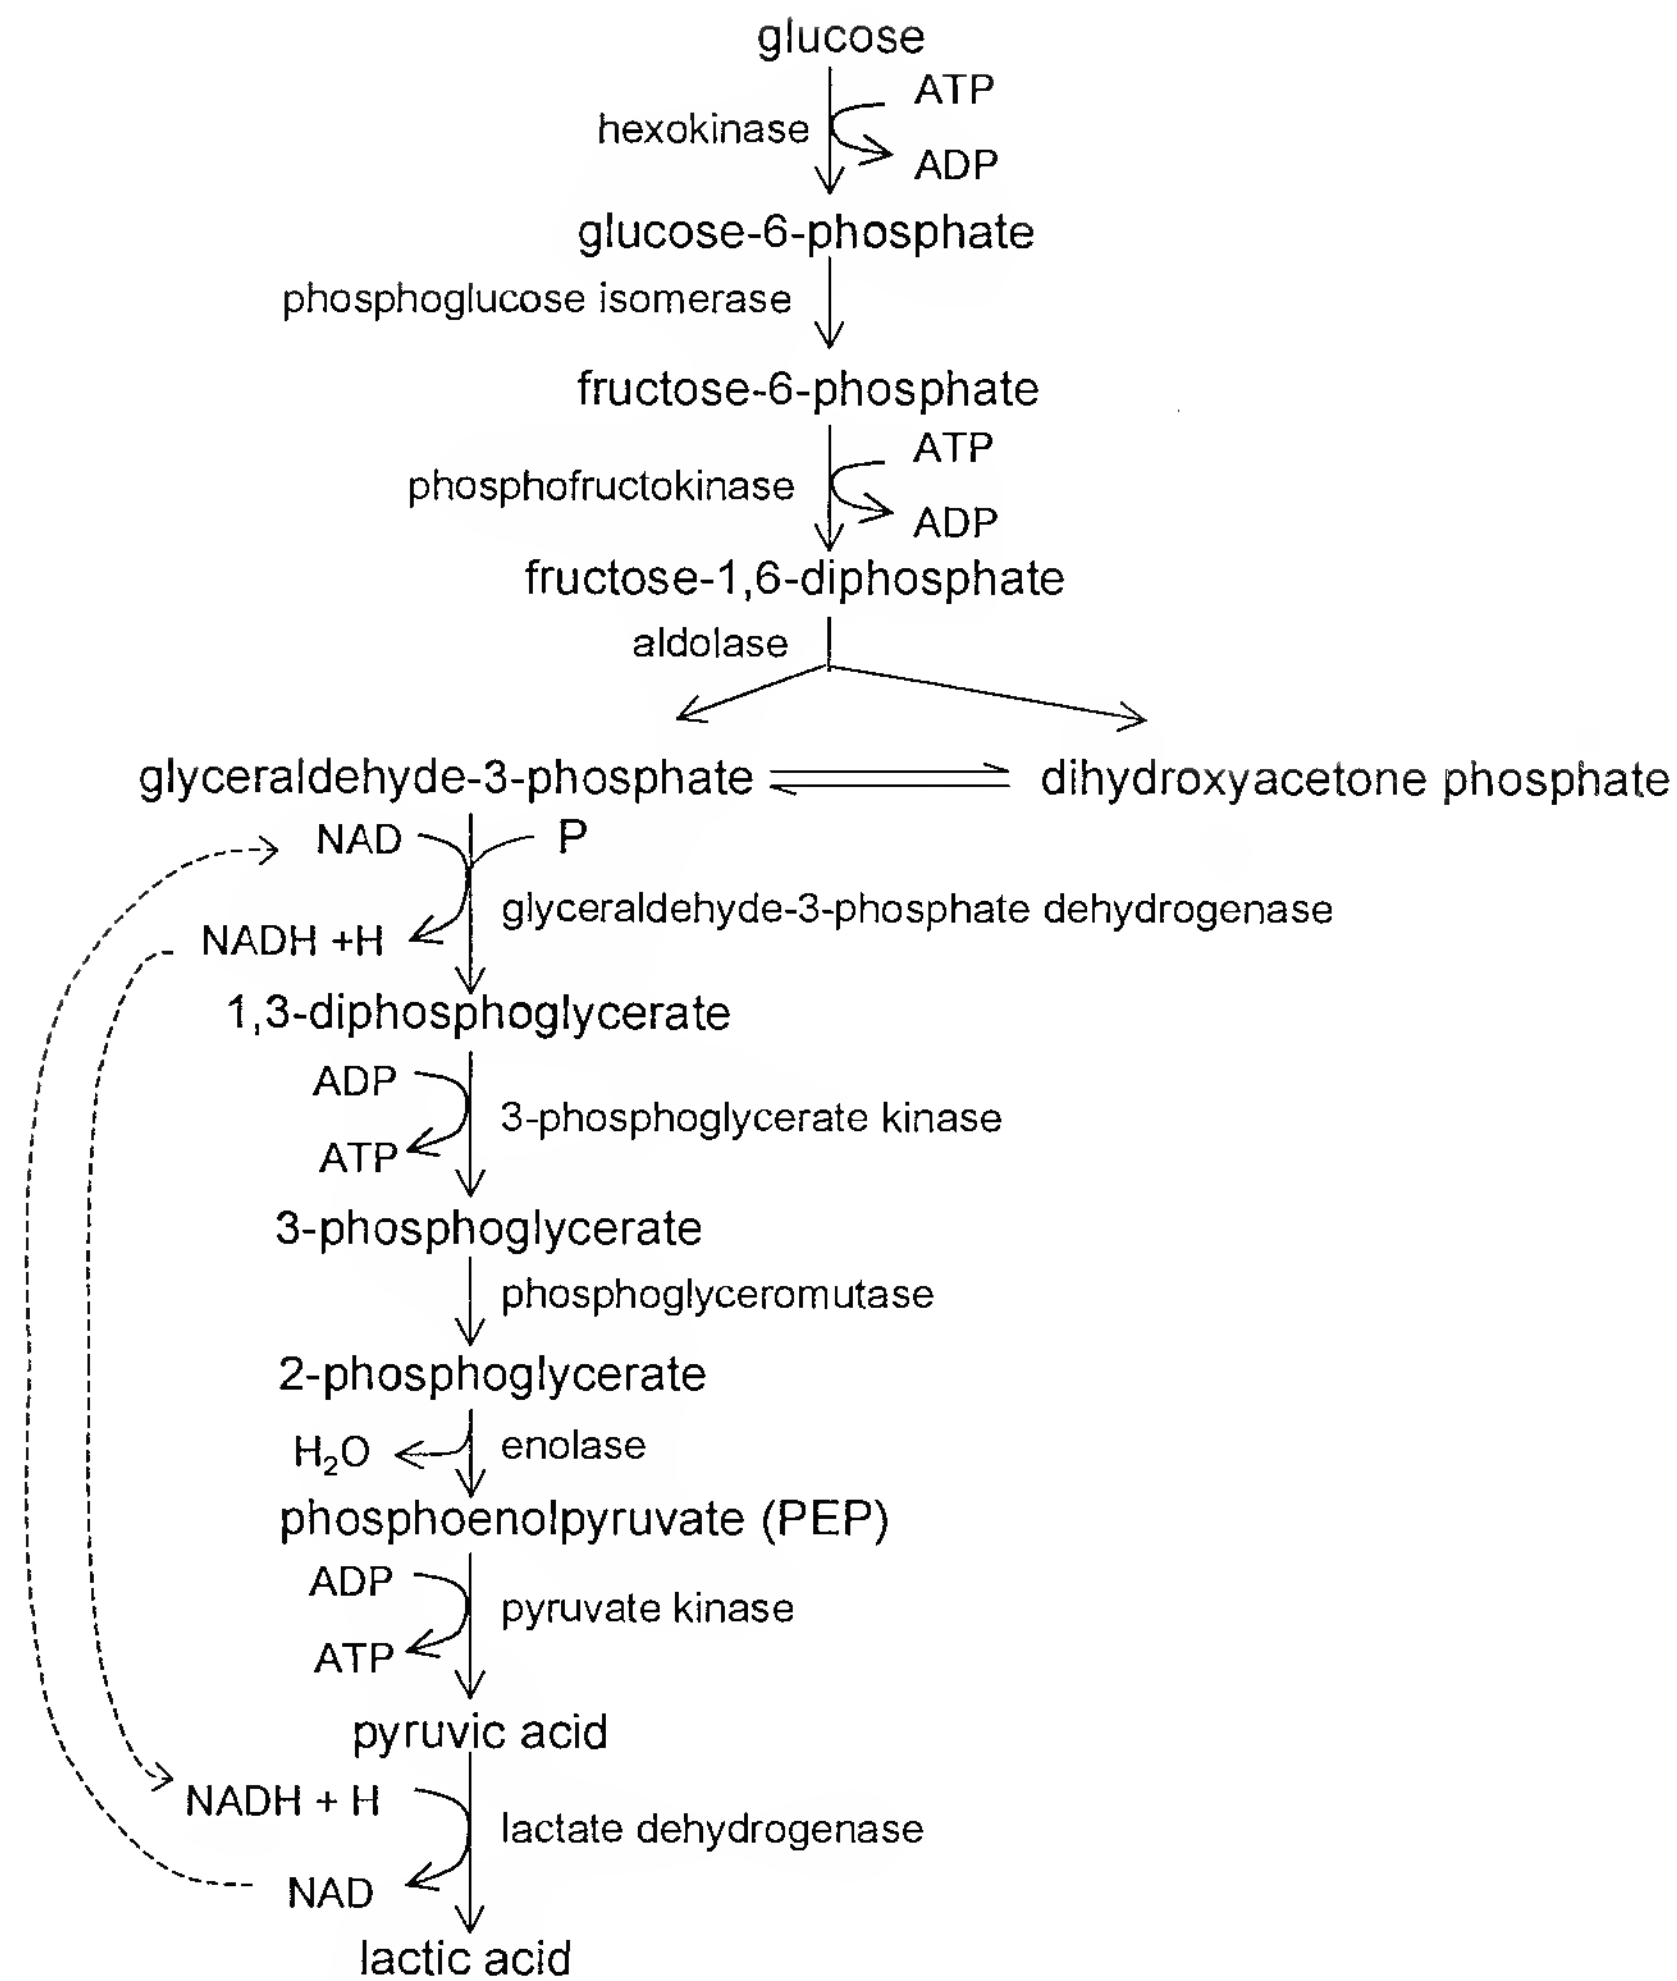 glucose
ATP
hexokinase
ADP
glucose-6-phosphate
phosphoglucose isomerase
fructose-6-phosphate
ATP
phosphofructokinase
ADP
fructose-1,6-diphosphate
aldolase
glyceraldehyde-3-phosphate dihydroxyacetone phosphate
NAD P
glyceraldehyde-3-phosphate dehydrogenase
NADH +H
1,3-diphosphoglycerate
ADP
3-phosphoglycerate kinase
ATP
3-phosphoglycerate
phosphoglyceromutase
2-phosphoglycerate
H₂O enolase
phosphoenolpyruvate (PEP)
ADP
pyruvate kinase
ATP
pyruvic acid
NADH + H
lactate dehydrogenase
NAD
lactic acid